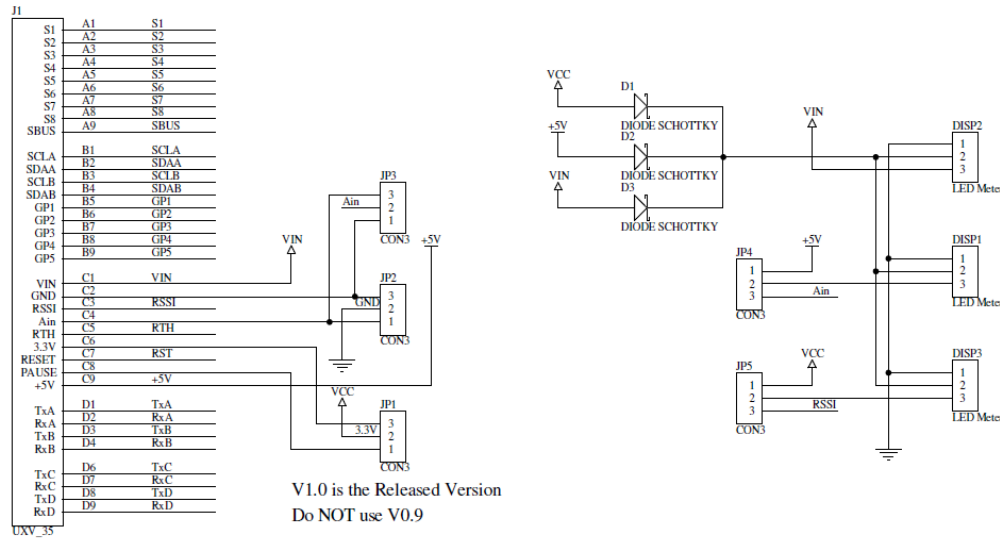 J1
S1 A1 S1
S2 A2 S2
S3 A3 S3
S4 A4 S4
S5 A5 S5
S6 A6 S6
S7 A7 S7
S8 A8 S8
SBUS A9 SBUS
SCLA B1 SCLA
SDAA B2 SDAA
SCLB B3 SCLB
SDAB B4 SDAB
GP1 B5 GP1
GP2 B6 GP2
GP3 B7 GP3
GP4 B8 GP4
GP5 B9 GP5
VIN C1 VIN
GND C2
RSSI C3 RSSI
Ain C4
RTH C5 RTH
3.3V C6
RESET C7 RST
PAUSE C8
+5V C9 +5V
TxA D1 TxA
RxA D2 RxA
TxB D3 TxB
RxB D4 RxB
TxC D6 TxC
RxC D7 RxC
TxD D8 TxD
RxD D9 RxD
UXV_35
VIN
JP3
3
Ain 2
1
CON3
+5V
JP2
3
GND 2
1
CON3
VCC
JP1
3
3.3V 2
1
CON3
V1.0 is the Released Version
Do NOT use V0.9
VCC
D1
DIODE SCHOTTKY
+5V
D2
DIODE SCHOTTKY
VIN
D3
DIODE SCHOTTKY
VIN
DISP2
1
2
3
LED Meter
+5V
JP4
1
2
3 Ain
CON3
DISP1
1
2
3
LED Mete
VCC
JP5
1
2
3 RSSI
CON3
DISP3
1
2
3
LED Mete